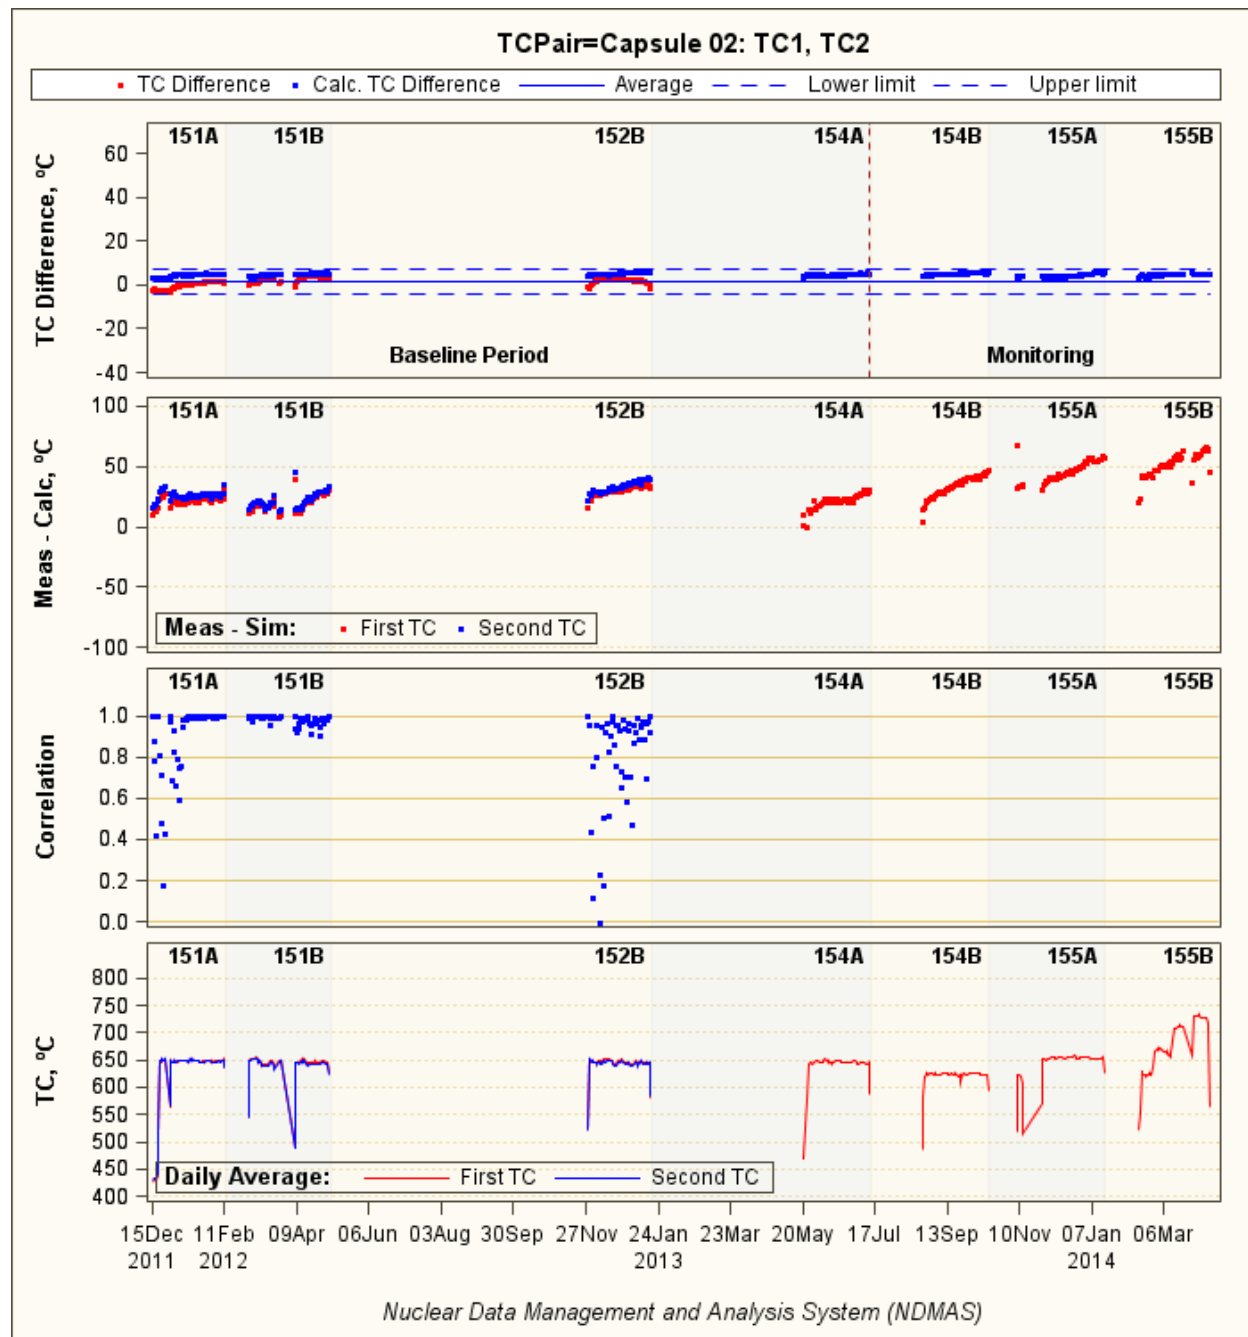 TCPair=Capsule 02: TC1, TC2
TC Difference Calc. TC Difference Average Lower limit Upper limit
151A 151B 152B 154A 154B 155A 155B
TC Difference, ºC
60
40
20
0
-20
-40
Baseline Period Monitoring
151A 151B 152B 154A 154B 155A 155B
Meas - Calc, ºC
100
50
0
-50
-100
Meas - Sim: First TC Second TC
151A 151B 152B 154A 154B 155A 155B
Correlation
1.0
0.8
0.6
0.4
0.2
0.0
151A 151B 152B 154A 154B 155A 155B
TC, ºC
800
750
700
650
600
550
500
450
400
Daily Average: First TC Second TC
15Dec 11Feb 09Apr 06Jun 03Aug 30Sep 27Nov 24Jan 23Mar 20May 17Jul 13Sep 10Nov 07Jan 06Mar
2011 2012 2013 2014
Nuclear Data Management and Analysis System (NDMAS)